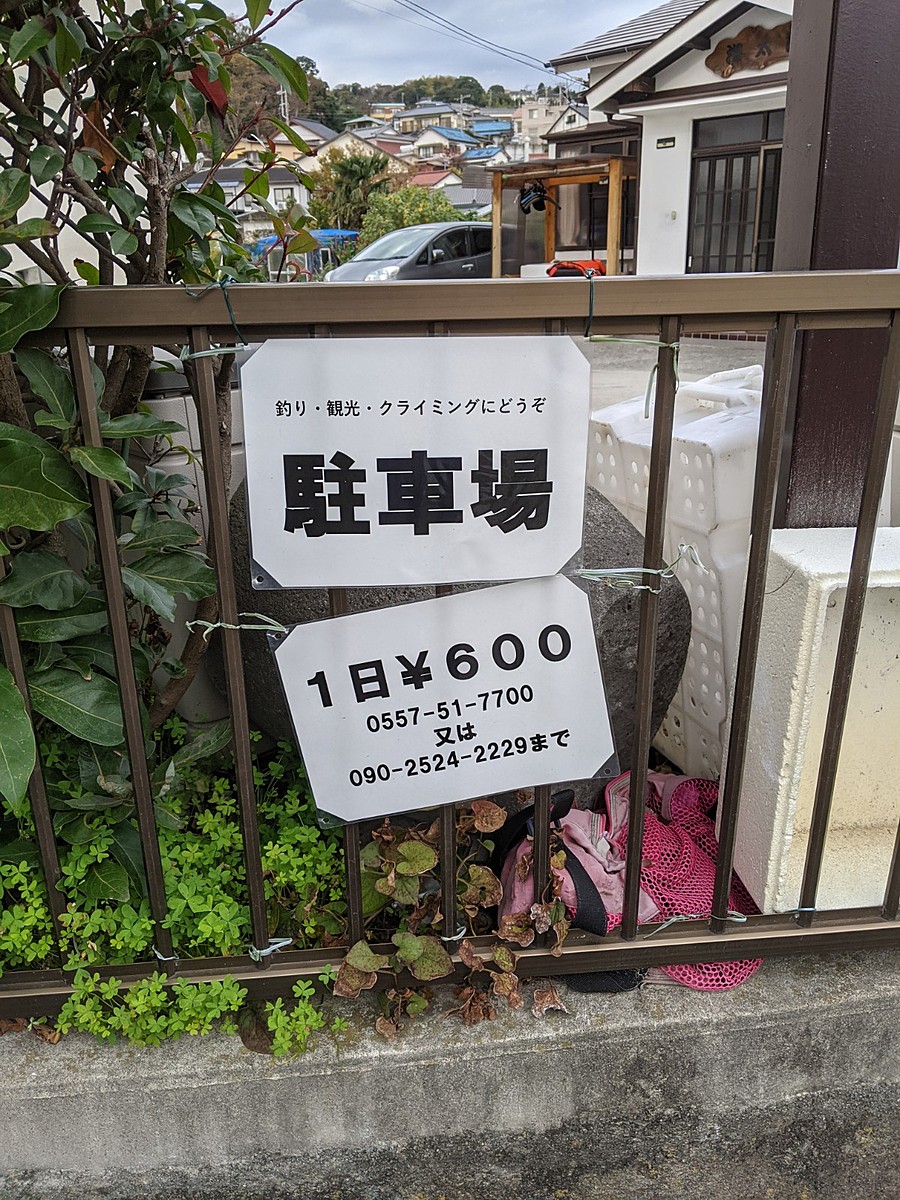 釣り・観光・クライミングにどうぞ
駐車場
1日¥600
0557-51-7700
又は
090-2524-2229まで